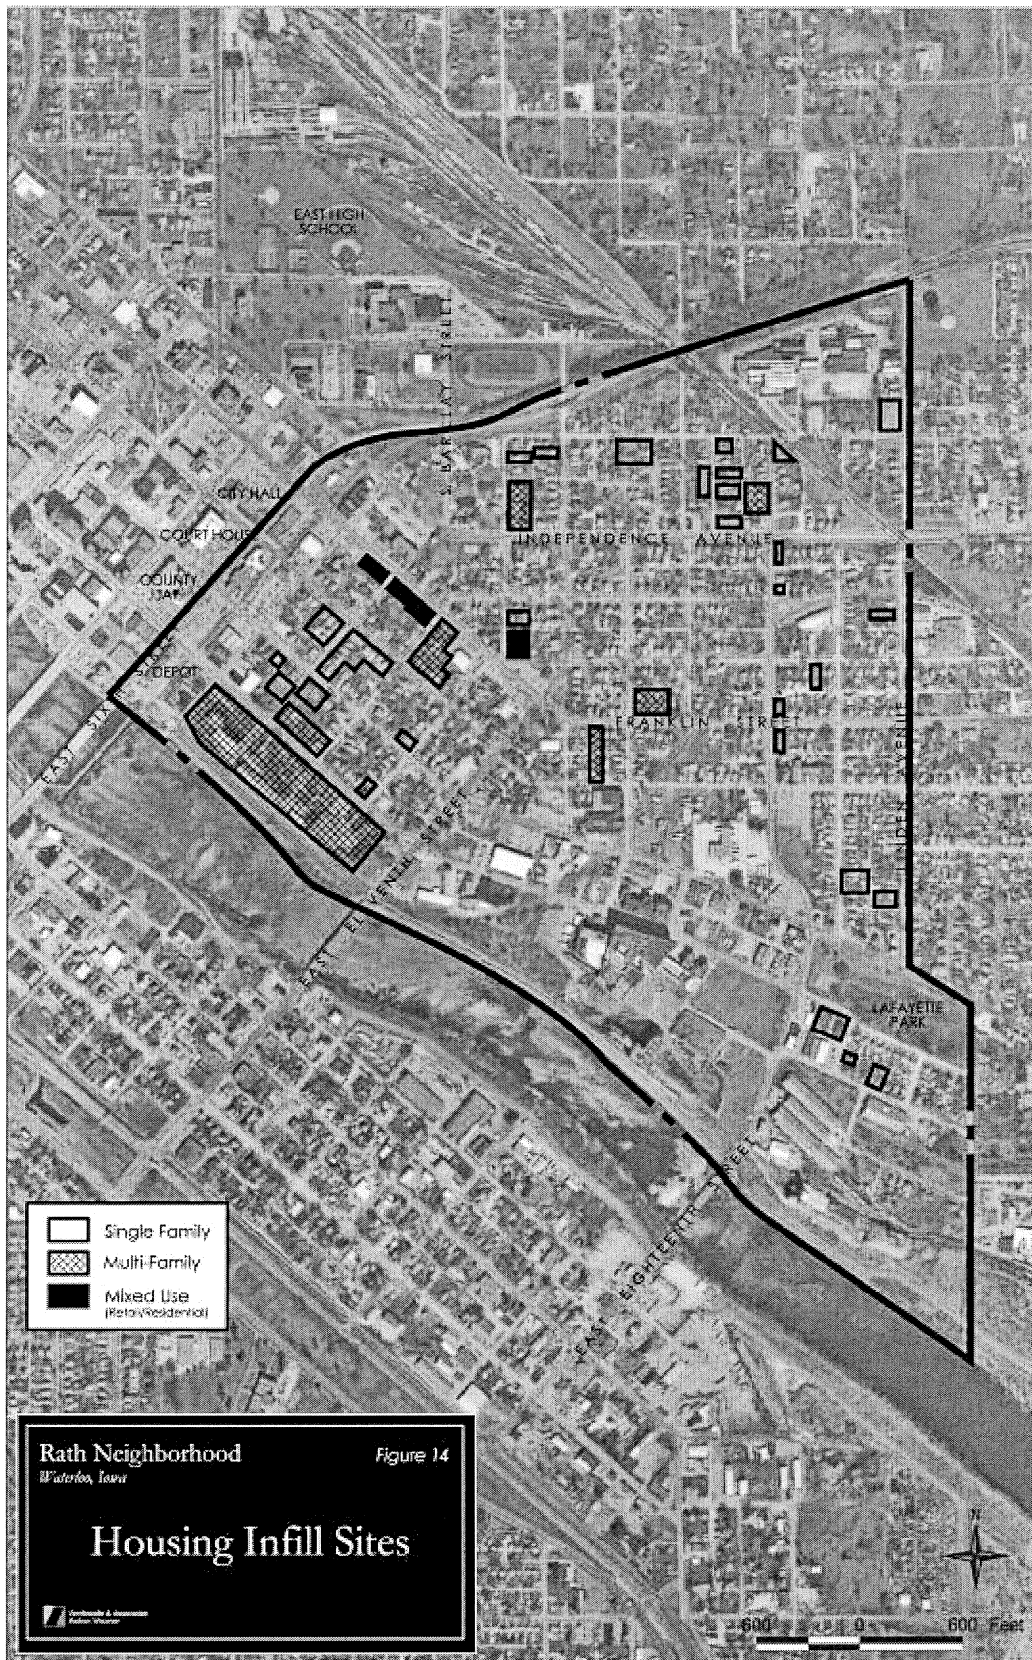 EAST HIGH
SCHOOL
S. BARCLAY STREET
CITY HALL
COURT HOUSE
COUNTY
JAIL
DEPOT
EAST SIXTH
INDEPENDENCE AVENUE
FRANKLIN STREET
LINDEN AVENUE
EAST ELEVENTH STREET
LAFAYETTE
PARK
EAST EIGHTEENTH STREET
Single Family
Multi-Family
Mixed Use
(Retail/Residential)
Rath Neighborhood
Figure 14
Waterloo, Iowa
Housing Infill Sites
N
600 0 600 Feet